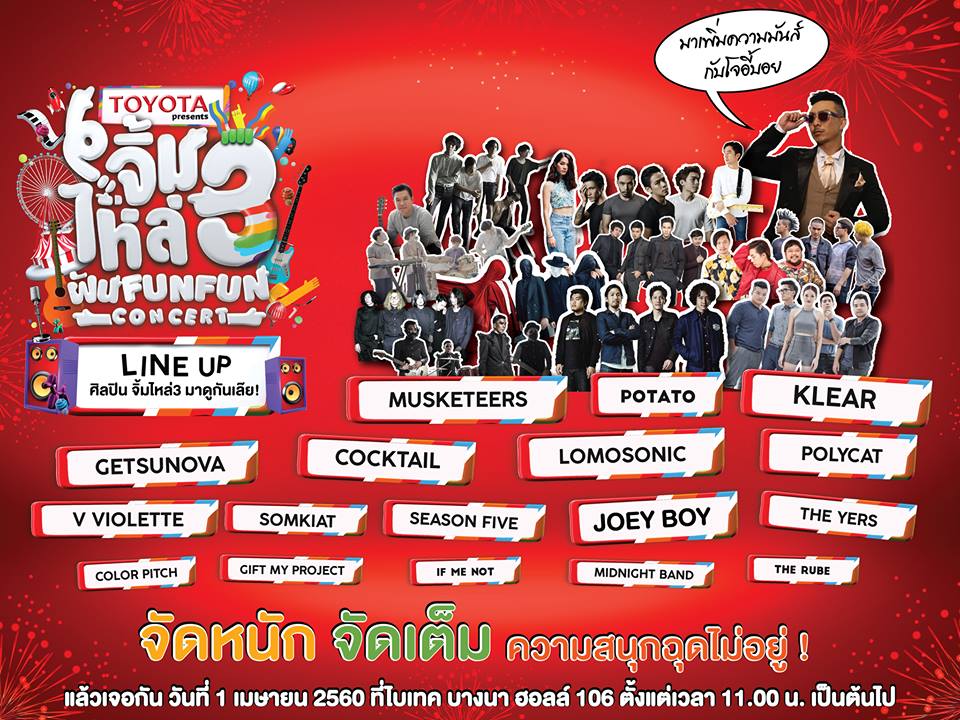 มาเพิ่มความมันส์
กับโจอี้บอย
TOYOTA
presents
จิ้ม
ไหล่ 3
ฝันFUNFUN
CONCERT
LINE UP
ศิลปิน จิ้มไหล่3 มาดูกันเลย!
MUSKETEERS
POTATO
KLEAR
GETSUNOVA
COCKTAIL
LOMOSONIC
POLYCAT
V VIOLETTE
SOMKIAT
SEASON FIVE
JOEY BOY
THE YERS
COLOR PITCH
GIFT MY PROJECT
IF ME NOT
MIDNIGHT BAND
THE RUBE
จัดหนัก จัดเต็ม ความสนุกฉุดไม่อยู่ !
แล้วเจอกัน วันที่ 1 เมษายน 2560 ที่ไบเทค บางนา ฮอลล์ 106 ตั้งแต่เวลา 11.00 น. เป็นต้นไป